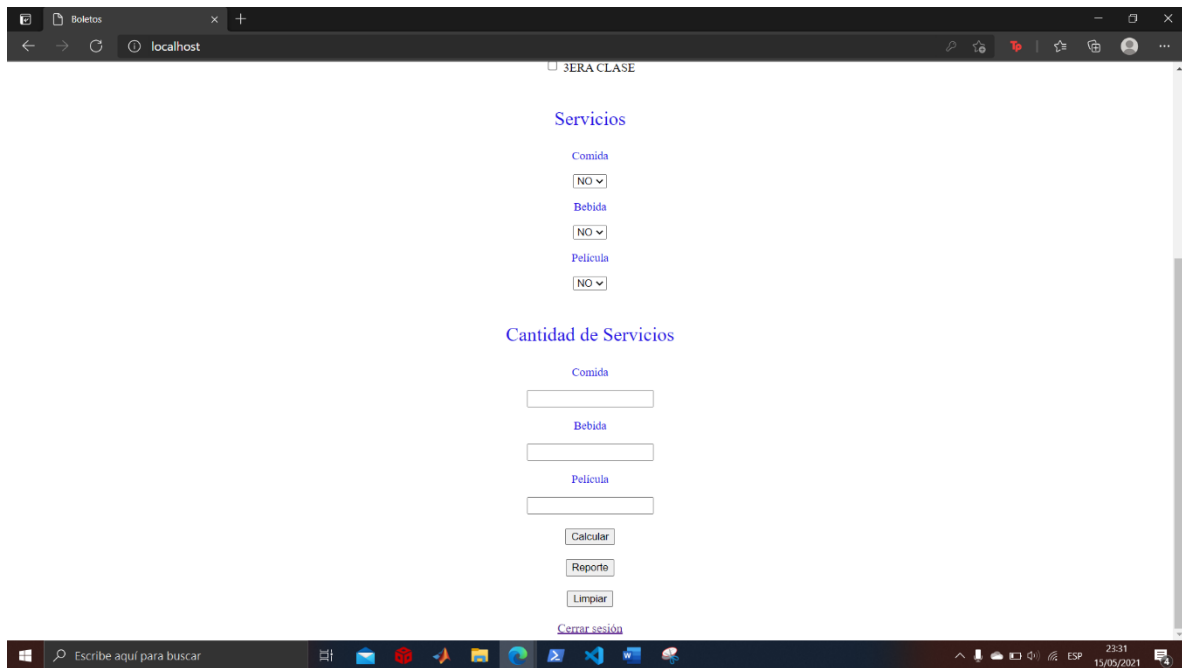 Boletos
localhost
3ERA CLASE
Servicios
Comida
NO
Bebida
NO
Película
NO
Cantidad de Servicios
Comida
Bebida
Película
Calcular
Reporte
Limpiar
Cerrar sesión
Escribe aquí para buscar
ESP
23:31
15/05/2021